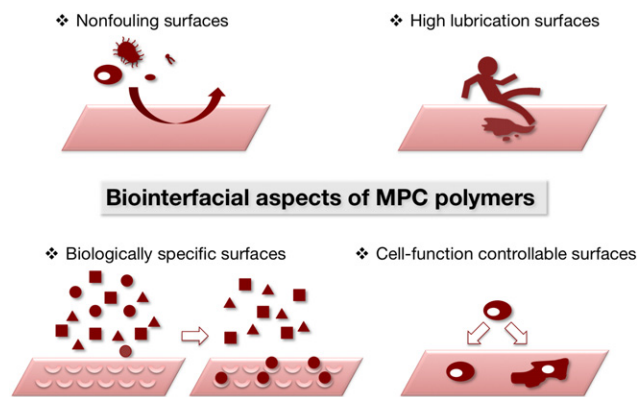 ❖ Nonfouling surfaces
❖ High lubrication surfaces
Biointerfacial aspects of MPC polymers
❖ Biologically specific surfaces
❖ Cell-function controllable surfaces